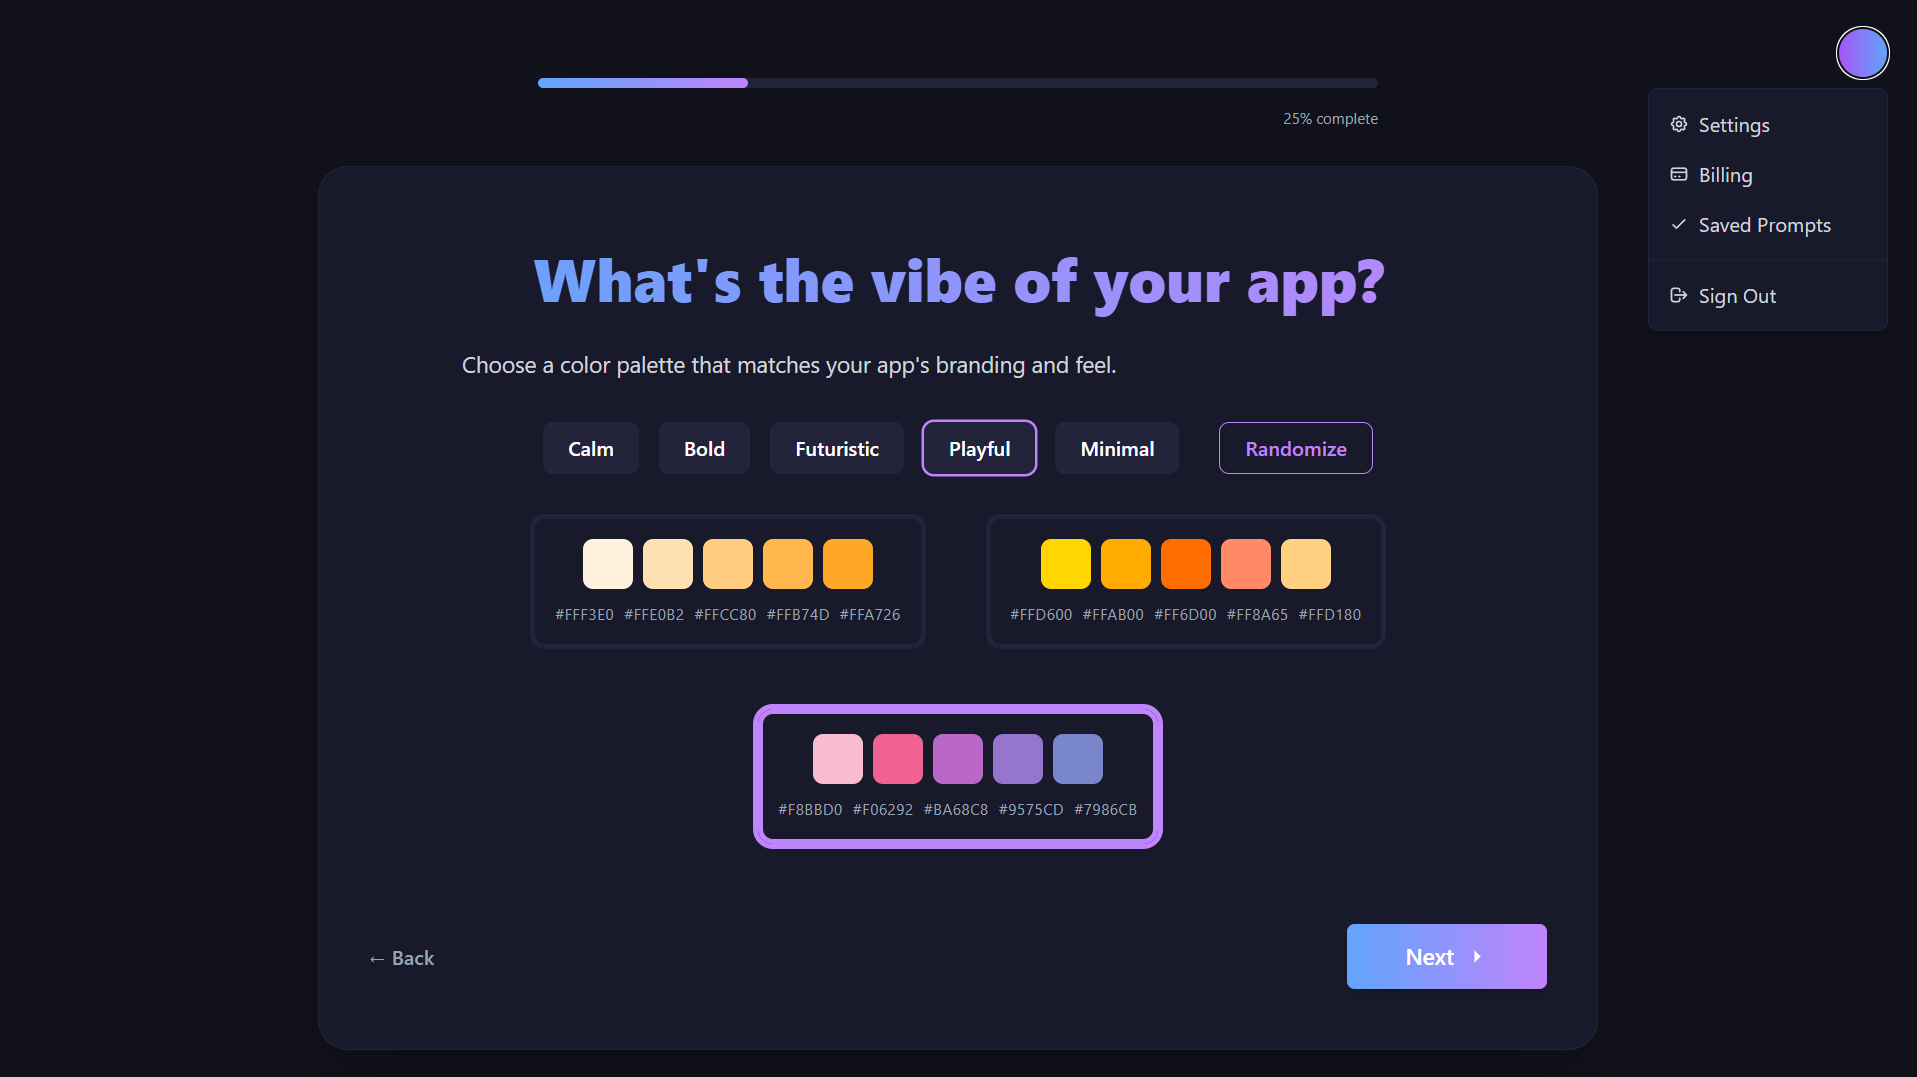 25% complete
Settings
Billing
Saved Prompts
Sign Out
What's the vibe of your app?
Choose a color palette that matches your app's branding and feel.
Calm Bold Futuristic Playful Minimal Randomize
#FFF3E0 #FFE0B2 #FFCC80 #FFB74D #FFA726
#FFD600 #FFAB00 #FF6D00 #FF8A65 #FFD180
#F8BBD0 #F06292 #BA68C8 #9575CD #7986CB
← Back
Next